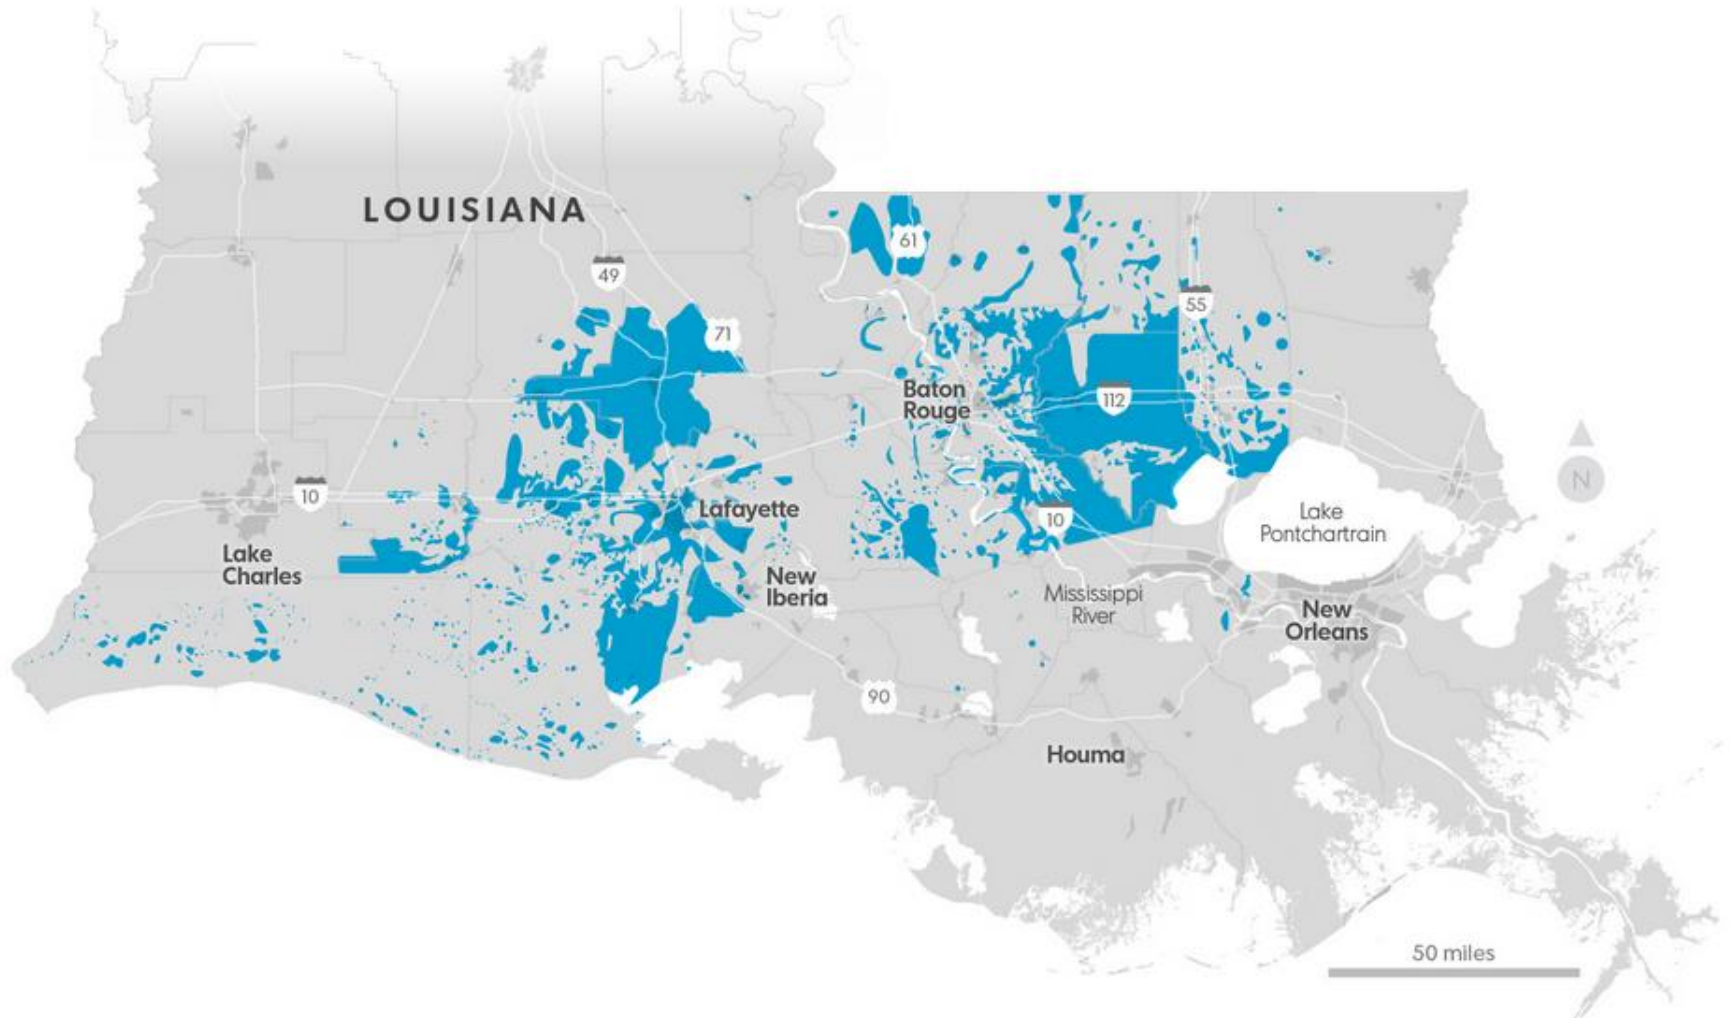 LOUISIANA
61
49
55
71
Baton
Rouge
112
10
Lafayette
10
Lake
Pontchartrain
N
Lake
Charles
New
Iberia
Mississippi
River
New
Orleans
90
Houma
50 miles